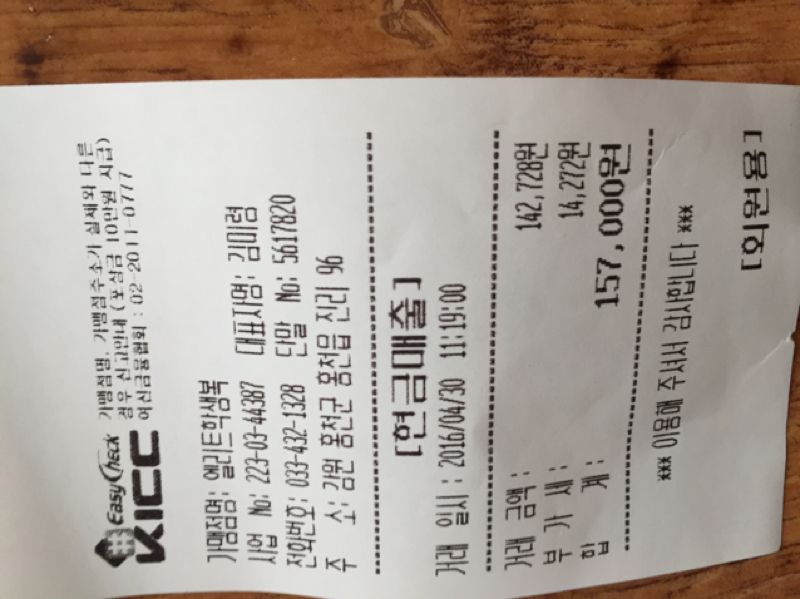 EasyCheck
KICC
가맹점명, 가맹점주소가 실제와 다른
경우 신고안내 (포상금 10만원 지급)
여신금융협회 : 02-2011-0777
가맹점명: 엘리트학생복
사업 No: 223-03-44387 대표자명: 김미령
전화번호: 033-432-1328 단말 No: 5617820
주 소: 강원 홍천군 홍천읍 진리 96
[현금매출]
거래 일시 : 2016/04/30 11:19:00
거래 금액 : 142,728원
부 가 세 : 14,272원
합 계 : 157,000원
*** 이용해 주셔서 감사합니다 ***
[회원용]